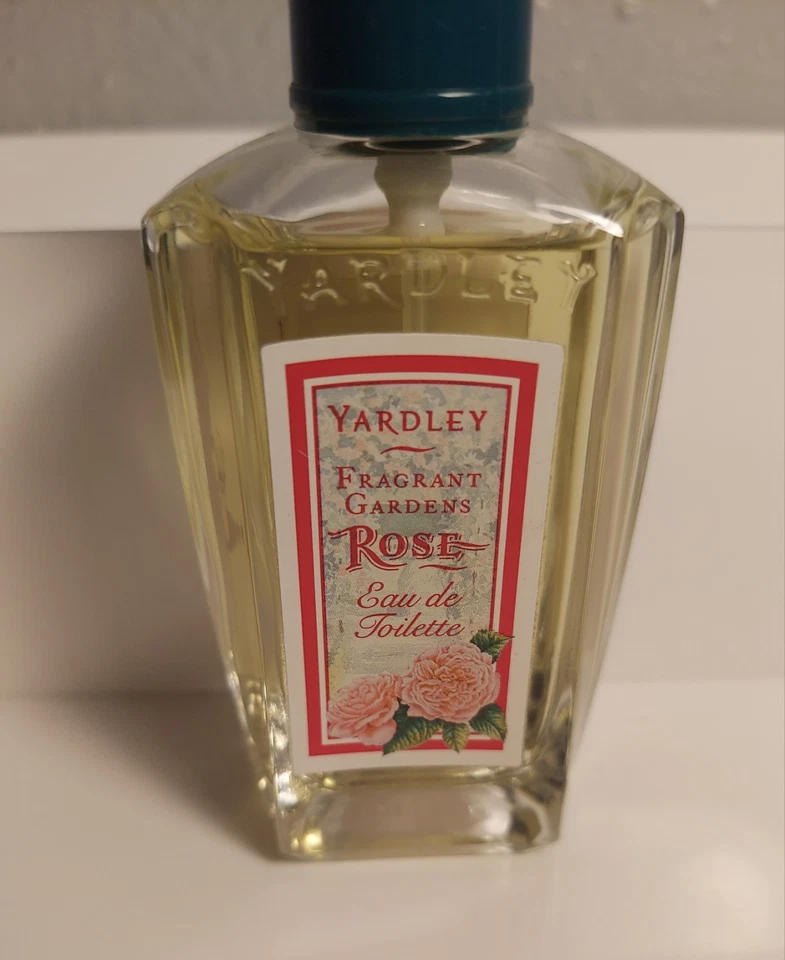 YARDLEY
YARDLEY
FRAGRANT
GARDENS
ROSE
Eau de
Toilette